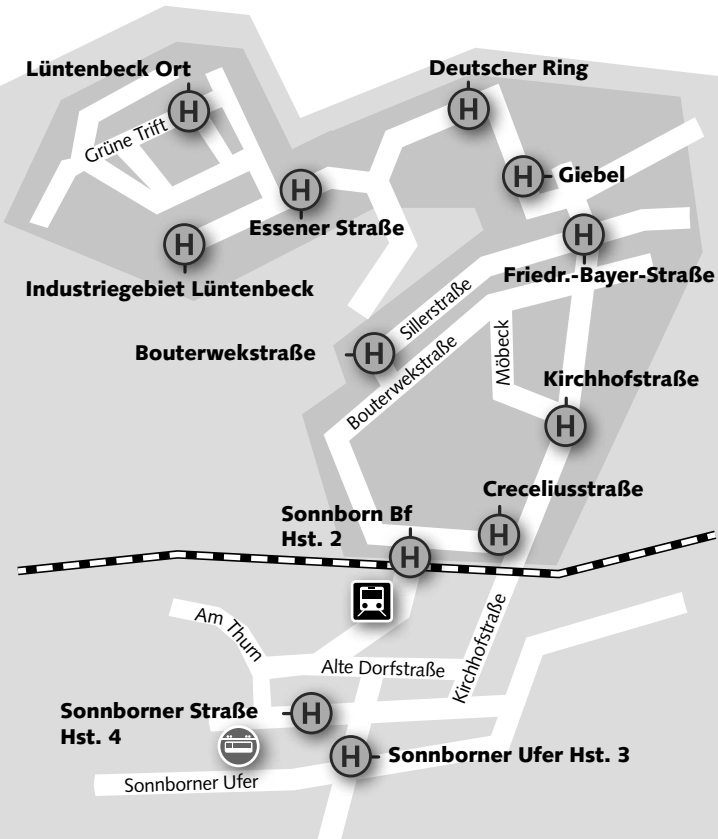 Lüntenbeck Ort
Deutscher Ring
H
H
Grüne Trift
H
Giebel
H
Essener Straße
H
H
Friedr.-Bayer-Straße
Industriegebiet Lüntenbeck
Sillerstraße
Bouterwekstraße
H
Bouterwekstraße
Möbeck
Kirchhofstraße
H
Creceliusstraße
Sonnborn Bf
Hst. 2
H
H
Am Thurn
Kirchhofstraße
Alte Dorfstraße
Sonnborner Straße
Hst. 4
H
H
Sonnborner Ufer Hst. 3
Sonnborner Ufer